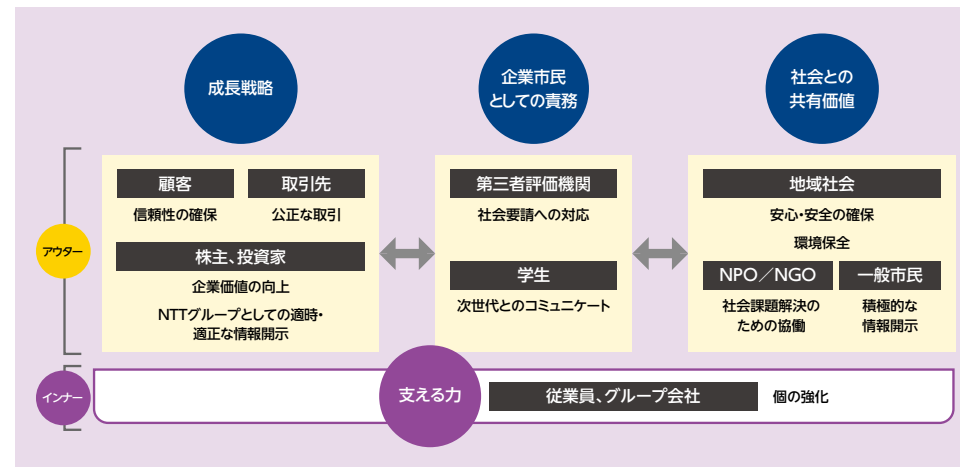 成長戦略
企業市民
としての責務
社会との
共有価値
アウター
顧客
信頼性の確保
取引先
公正な取引
株主、投資家
企業価値の向上
NTTグループとしての適時・
適正な情報開示
第三者評価機関
社会要請への対応
学生
次世代とのコミュニケート
地域社会
安心・安全の確保
環境保全
NPO／NGO
社会課題解決の
ための協働
一般市民
積極的な
情報開示
インナー
支える力
従業員、グループ会社
個の強化